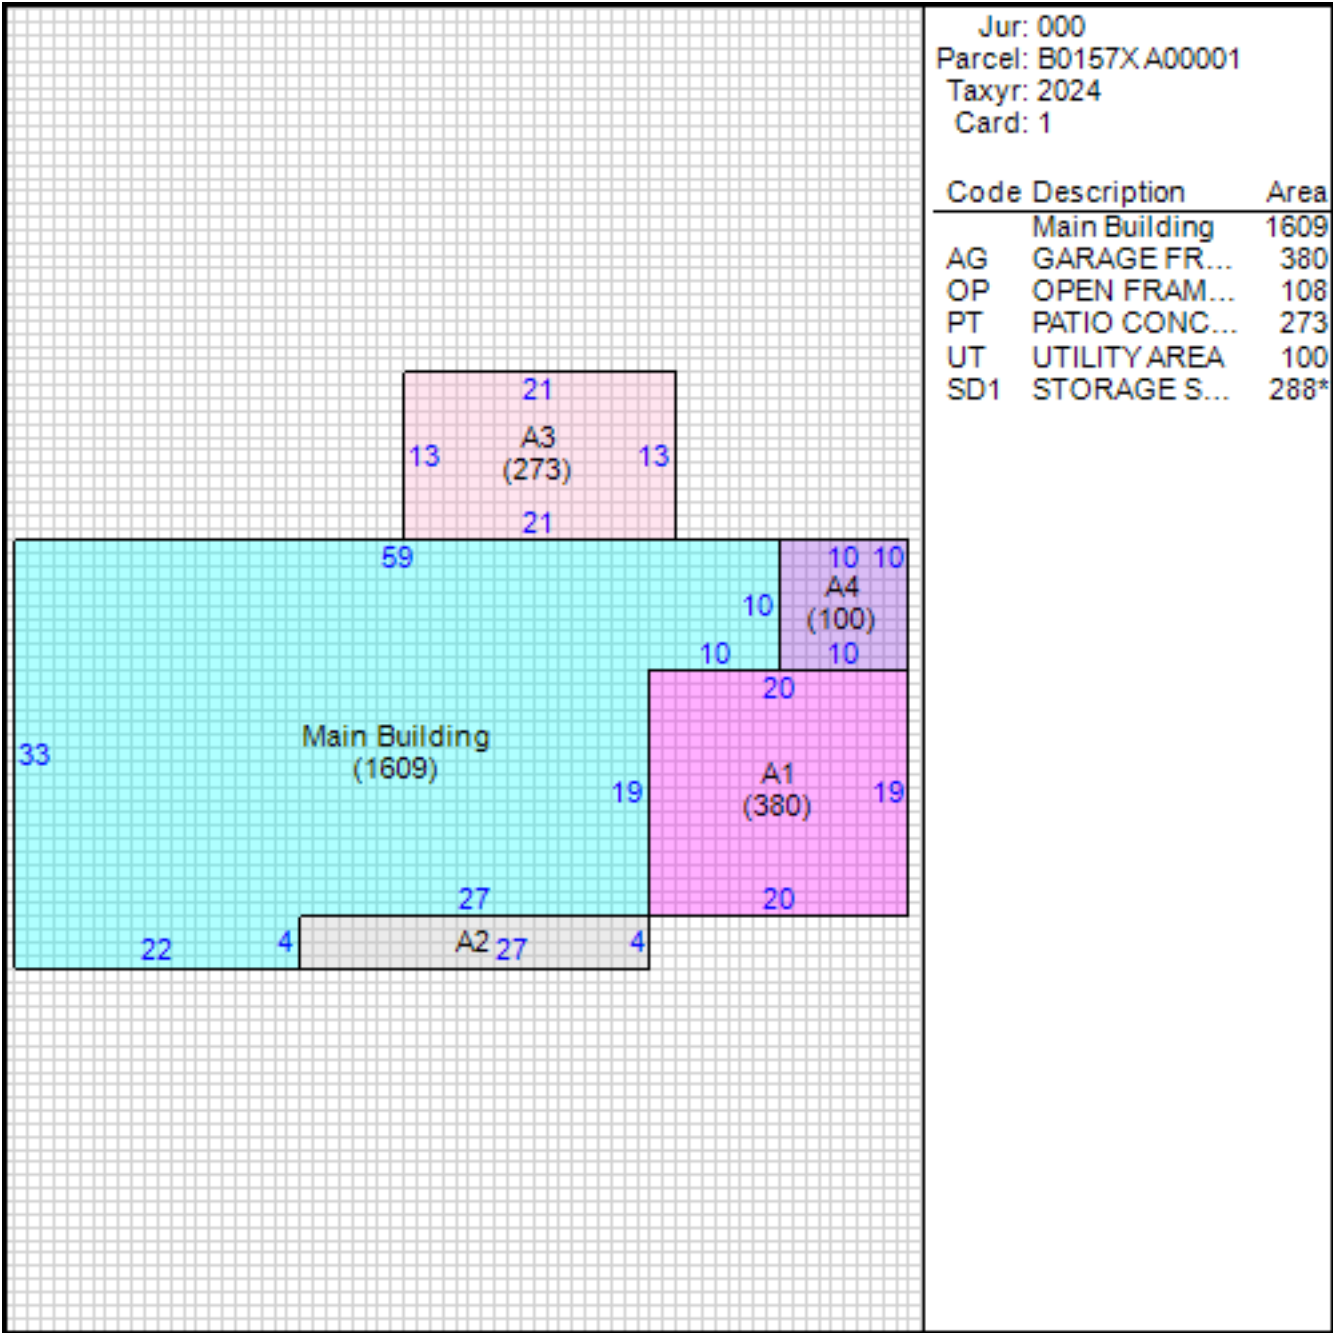 Jur: 000
Parcel: B0157X A00001
Taxyr: 2024
Card: 1
Code Description Area
Main Building 1609
AG GARAGE FR... 380
OP OPEN FRAM... 108
PT PATIO CONC... 273
UT UTILITY AREA 100
SD1 STORAGE S... 288*
21
A3
13 13
(273)
21
59 10 10
A4
10 (100)
10 10
20
Main Building
33 (1609)
A1
19 (380) 19
27 20
22 4 A2 27 4